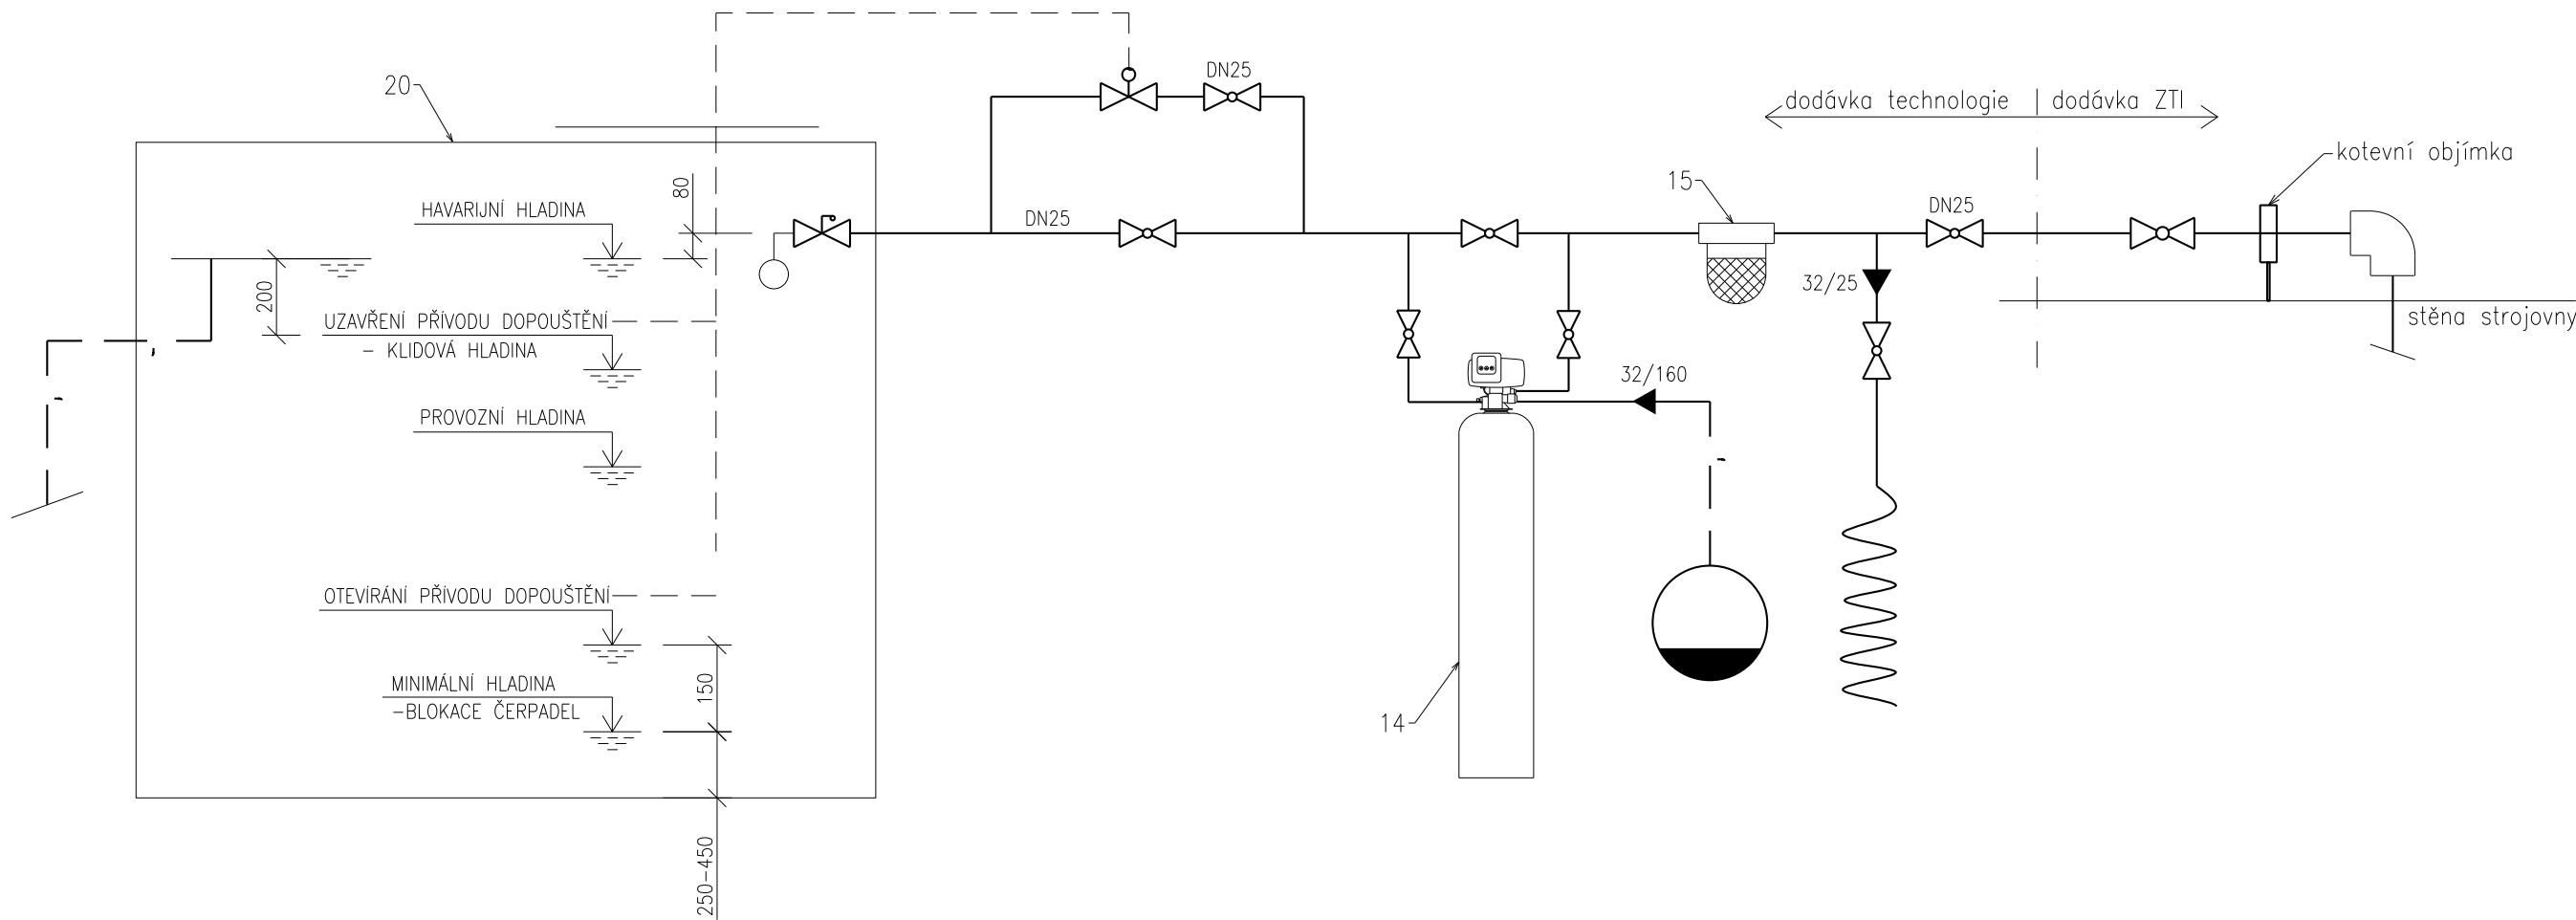 20
DN25
dodávka technologie
dodávka ZTI
kotevní objímka
15
80
HAVARIJNÍ HLADINA
DN25
DN25
32/25
200
UZAVŘENÍ PŘÍVODU DOPOUŠTĚNÍ
- KLIDOVÁ HLADINA
stěna strojovny
32/160
PROVOZNÍ HLADINA
OTEVÍRÁNÍ PŘÍVODU DOPOUŠTĚNÍ
150
MINIMÁLNÍ HLADINA
-BLOKACE ČERPADEL
14
250-450